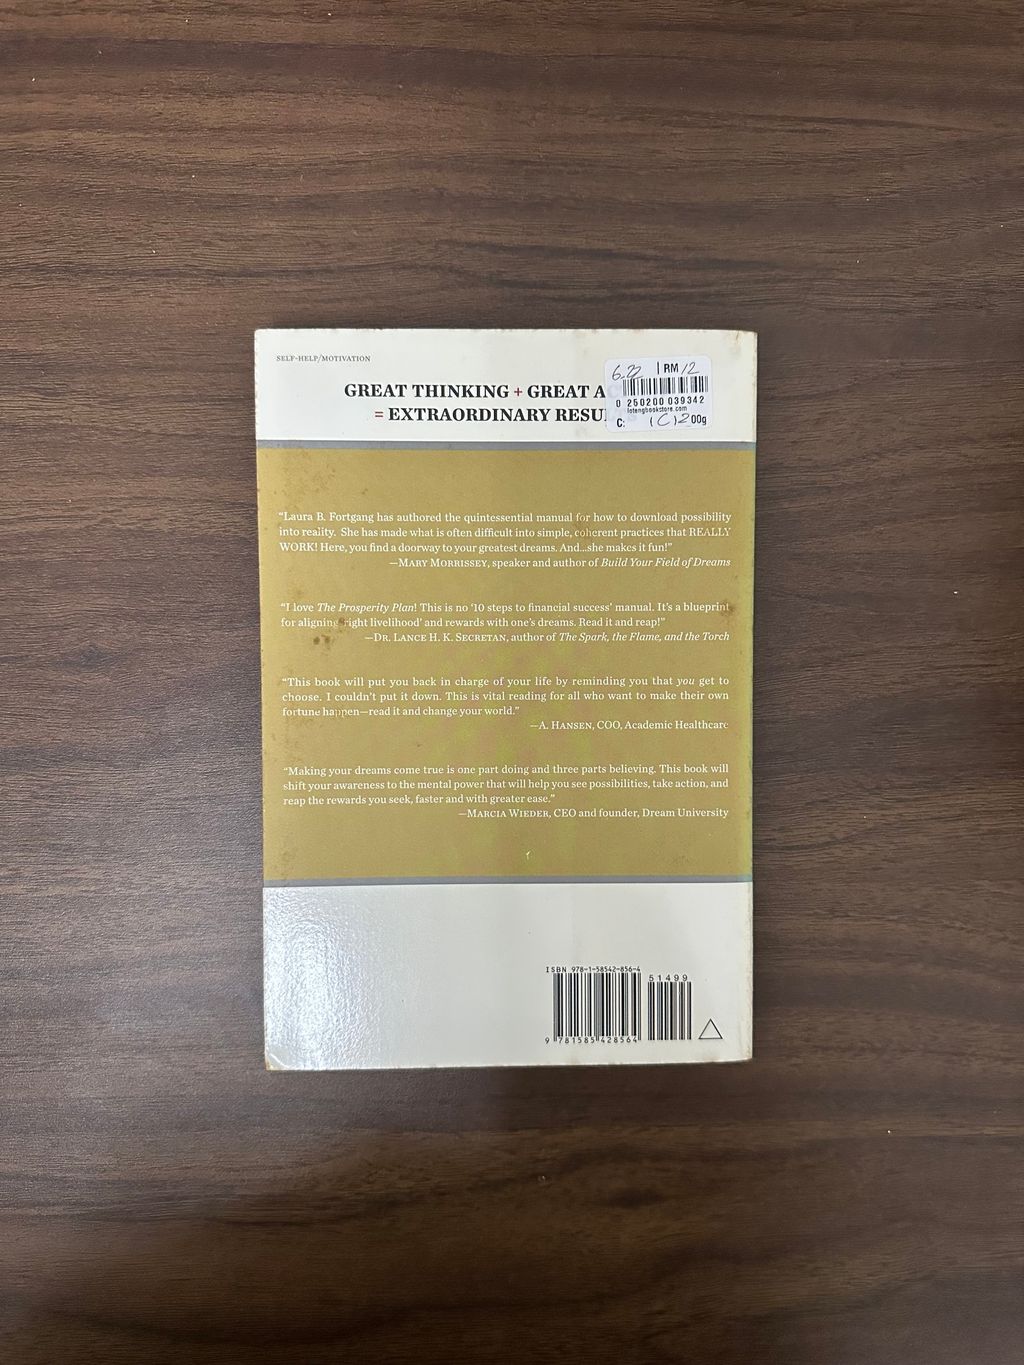 SELF-HELP/MOTIVATION
GREAT THINKING + GREAT
= EXTRAORDINARY
6.22 | RM 12
0 250200 039342
lotengbookstore.com
C: (C)200g
“Laura B. Fortgang has authored the quintessential manual for how to download possibility
into reality. She has made what is often difficult into simple, coherent practices that REALLY
WORK! Here, you find a doorway to your greatest dreams. And...she makes it fun!”
—MARY MORRISSEY, speaker and author of Build Your Field of Dreams
“I love The Prosperity Plan! This is no ‘10 steps to financial success’ manual. It’s a blueprint
for aligning ‘right livelihood’ and rewards with one’s dreams. Read it and reap!”
—DR. LANCE H. K. SECRETAN, author of The Spark, the Flame, and the Torch
“This book will put you back in charge of your life by reminding you that you get to
choose. I couldn’t put it down. This is vital reading for all who want to make their own
fortune happen—read it and change your world.”
—A. HANSEN, COO, Academic Healthcare
“Making your dreams come true is one part doing and three parts believing. This book will
shift your awareness to the mental power that will help you see possibilities, take action, and
reap the rewards you seek, faster and with greater ease.”
—MARCIA WIEDER, CEO and founder, Dream University
ISBN 978-1-58542-856-4
51499
9 781585 428564